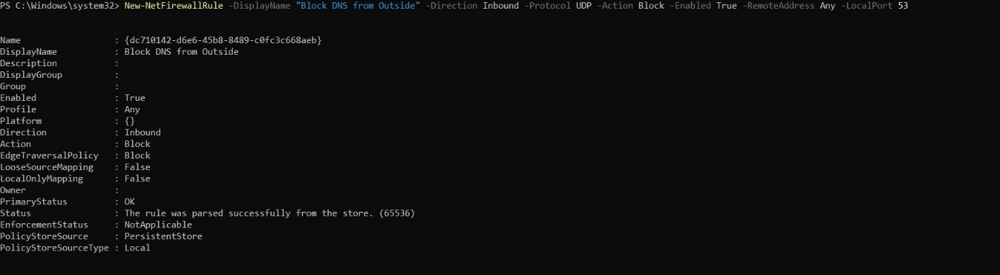 PS C:\Windows\system32> New-NetFirewallRule -DisplayName "Block DNS from Outside" -Direction Inbound -Protocol UDP -Action Block -Enabled True -RemoteAddress Any -LocalPort 53
Name                  : {dc710142-d6e6-45b8-8489-c0fc3c668aeb}
DisplayName           : Block DNS from Outside
Description           :
DisplayGroup          :
Group                 :
Enabled               : True
Profile               : Any
Platform              : {}
Direction             : Inbound
Action                : Block
EdgeTraversalPolicy   : Block
LooseSourceMapping    : False
LocalOnlyMapping      : False
Owner                 :
PrimaryStatus         : OK
Status                : The rule was parsed successfully from the store. (65536)
EnforcementStatus     : NotApplicable
PolicyStoreSource     : PersistentStore
PolicyStoreSourceType : Local